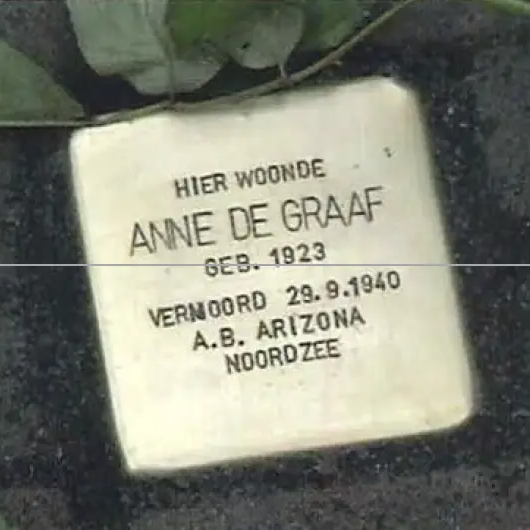 HIER WOONDE
ANNE DE GRAAF
GEB. 1923
VERMOORD 29.9.1940
A.B. ARIZONA
NOORDZEE